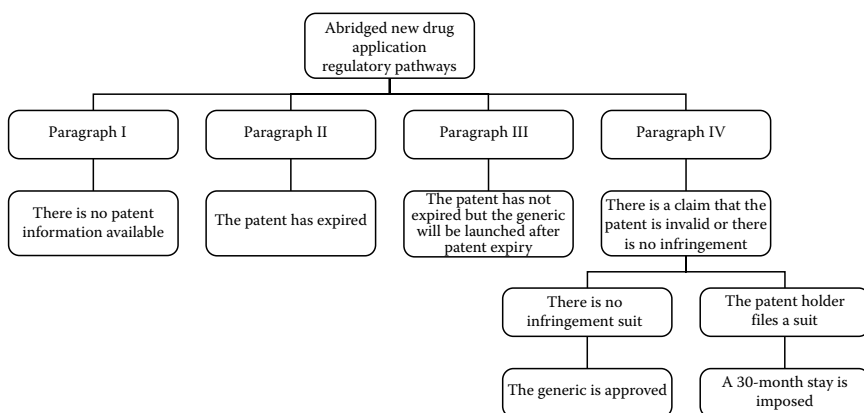 Abridged new drug
application
regulatory pathways
Paragraph I
Paragraph II
Paragraph III
Paragraph IV
There is no patent
information available
The patent has expired
The patent has not
expired but the generic
will be launched after
patent expiry
There is a claim that the
patent is invalid or there
is no infringement
There is no
infringement suit
The patent holder
files a suit
The generic is approved
A 30-month stay is
imposed